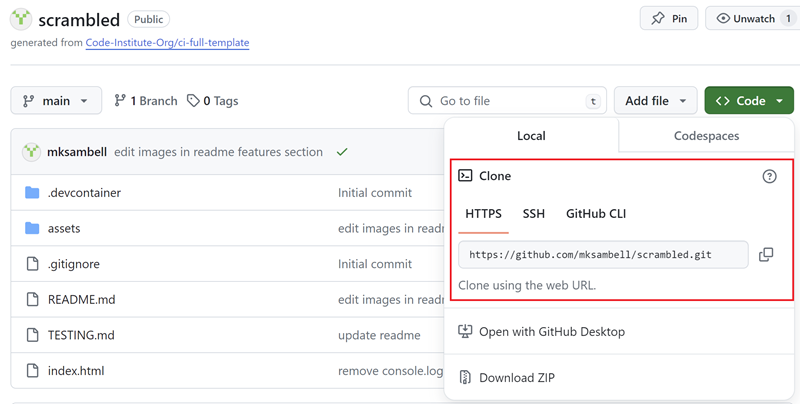 scrambled Public Pin Unwatch 1
generated from Code-Institute-Org/ci-full-template
main 1 Branch 0 Tags Go to file t Add file Code
Local Codespaces
mksambell edit images in readme features section
Clone
.devcontainer Initial commit
HTTPS SSH GitHub CLI
assets edit images in readm
https://github.com/mksambell/scrambled.git
.gitignore Initial commit
Clone using the web URL.
README.md edit images in readm
Open with GitHub Desktop
TESTING.md update readme
index.html remove console.log
Download ZIP